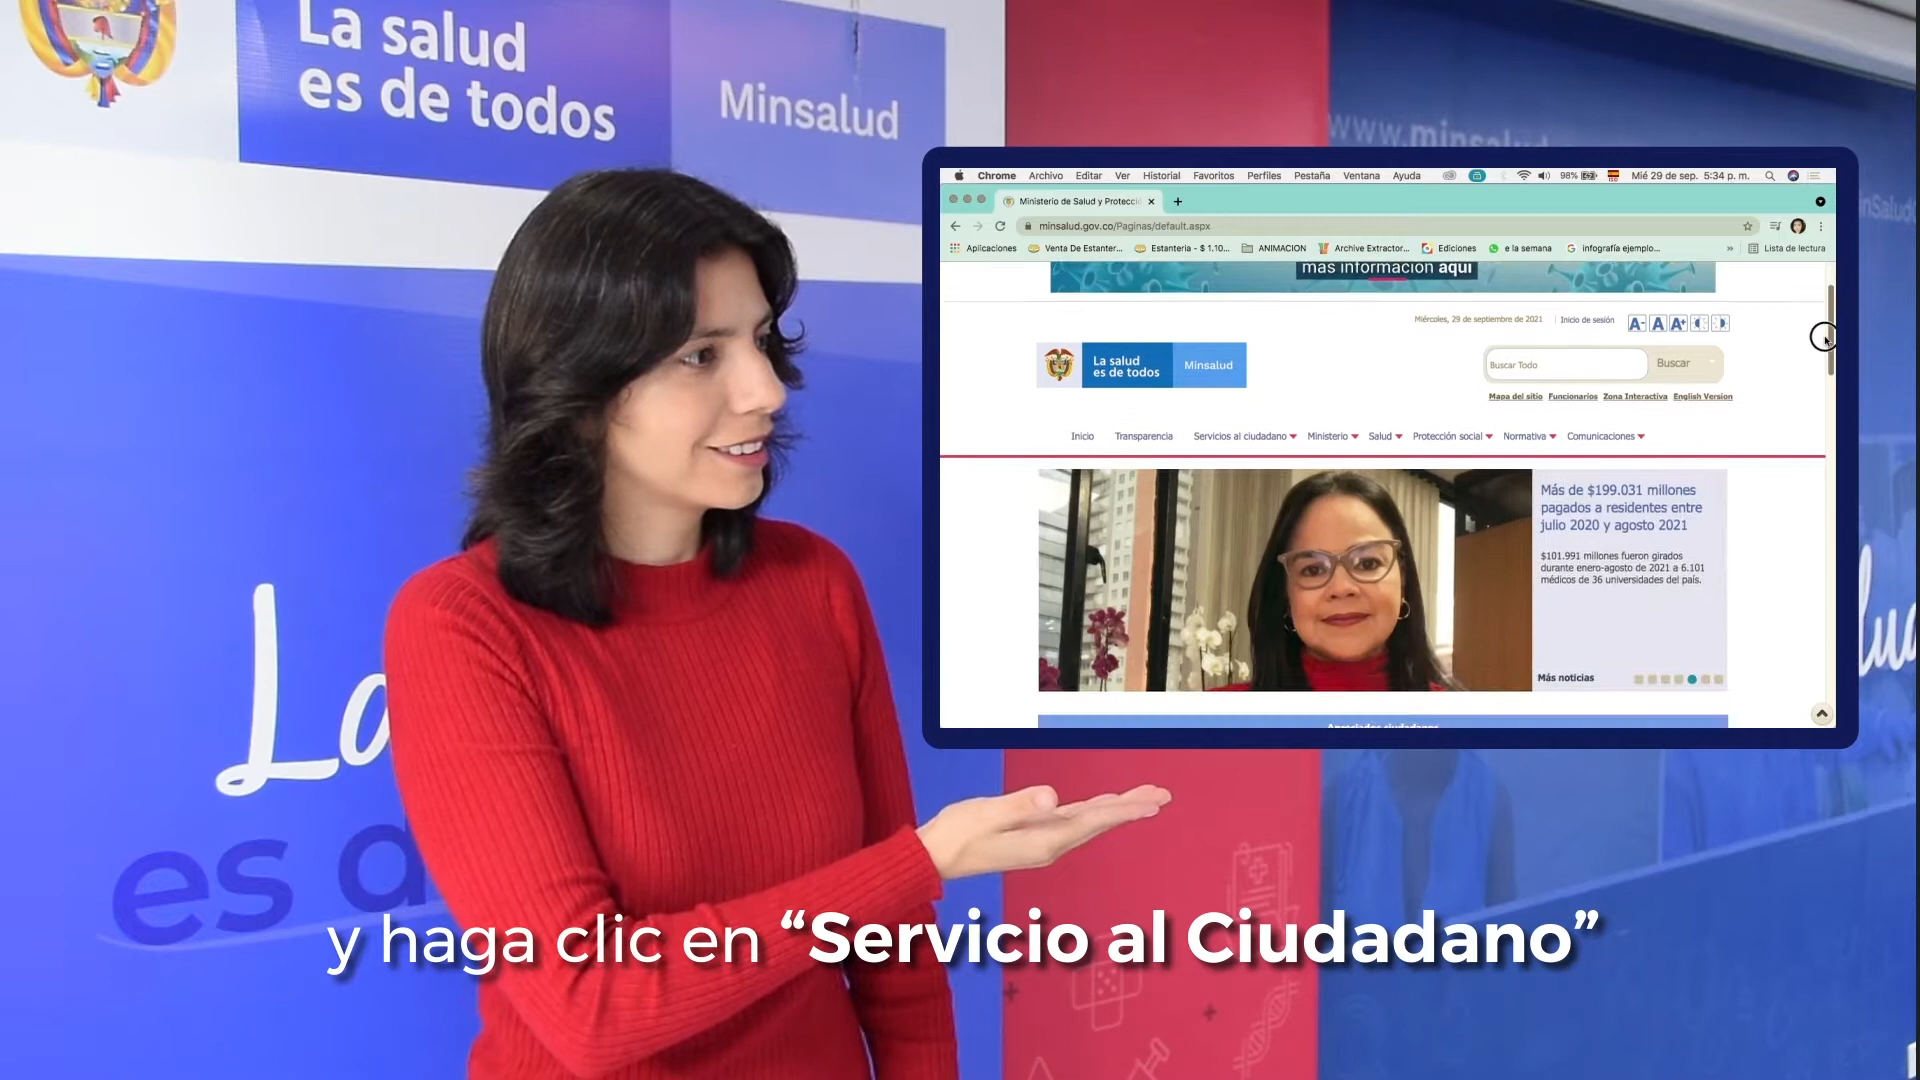 La salud
es de todos
Minsalud
www.minsalud
Chrome Archivo Editar Ver Historial Favoritos Perfiles Pestaña Ventana Ayuda 98% Mié 29 de sep. 5:34 p. m.
Ministerio de Salud y Protecci
minsalud.gov.co/Paginas/default.aspx
Aplicaciones Venta De Estanter... Estanteria - $ 1.10... ANIMACION Archive Extractor... Ediciones e la semana infografía ejemplo... » Lista de lectura
mas información aquí
Miércoles, 29 de septiembre de 2021 Inicio de sesión A- A A+
La salud
es de todos
Minsalud
Buscar Todo Buscar
Mapa del sitio Funcionarios Zona Interactiva English Version
Inicio Transparencia Servicios al ciudadano Ministerio Salud Protección social Normativa Comunicaciones
Más de $199.031 millones
pagados a residentes entre
julio 2020 y agosto 2021
$101.991 millones fueron girados
durante enero-agosto de 2021 a 6.101
médicos de 36 universidades del país.
Más noticias
Apreciados ciudadanos
La
es d
y haga clic en “Servicio al Ciudadano”